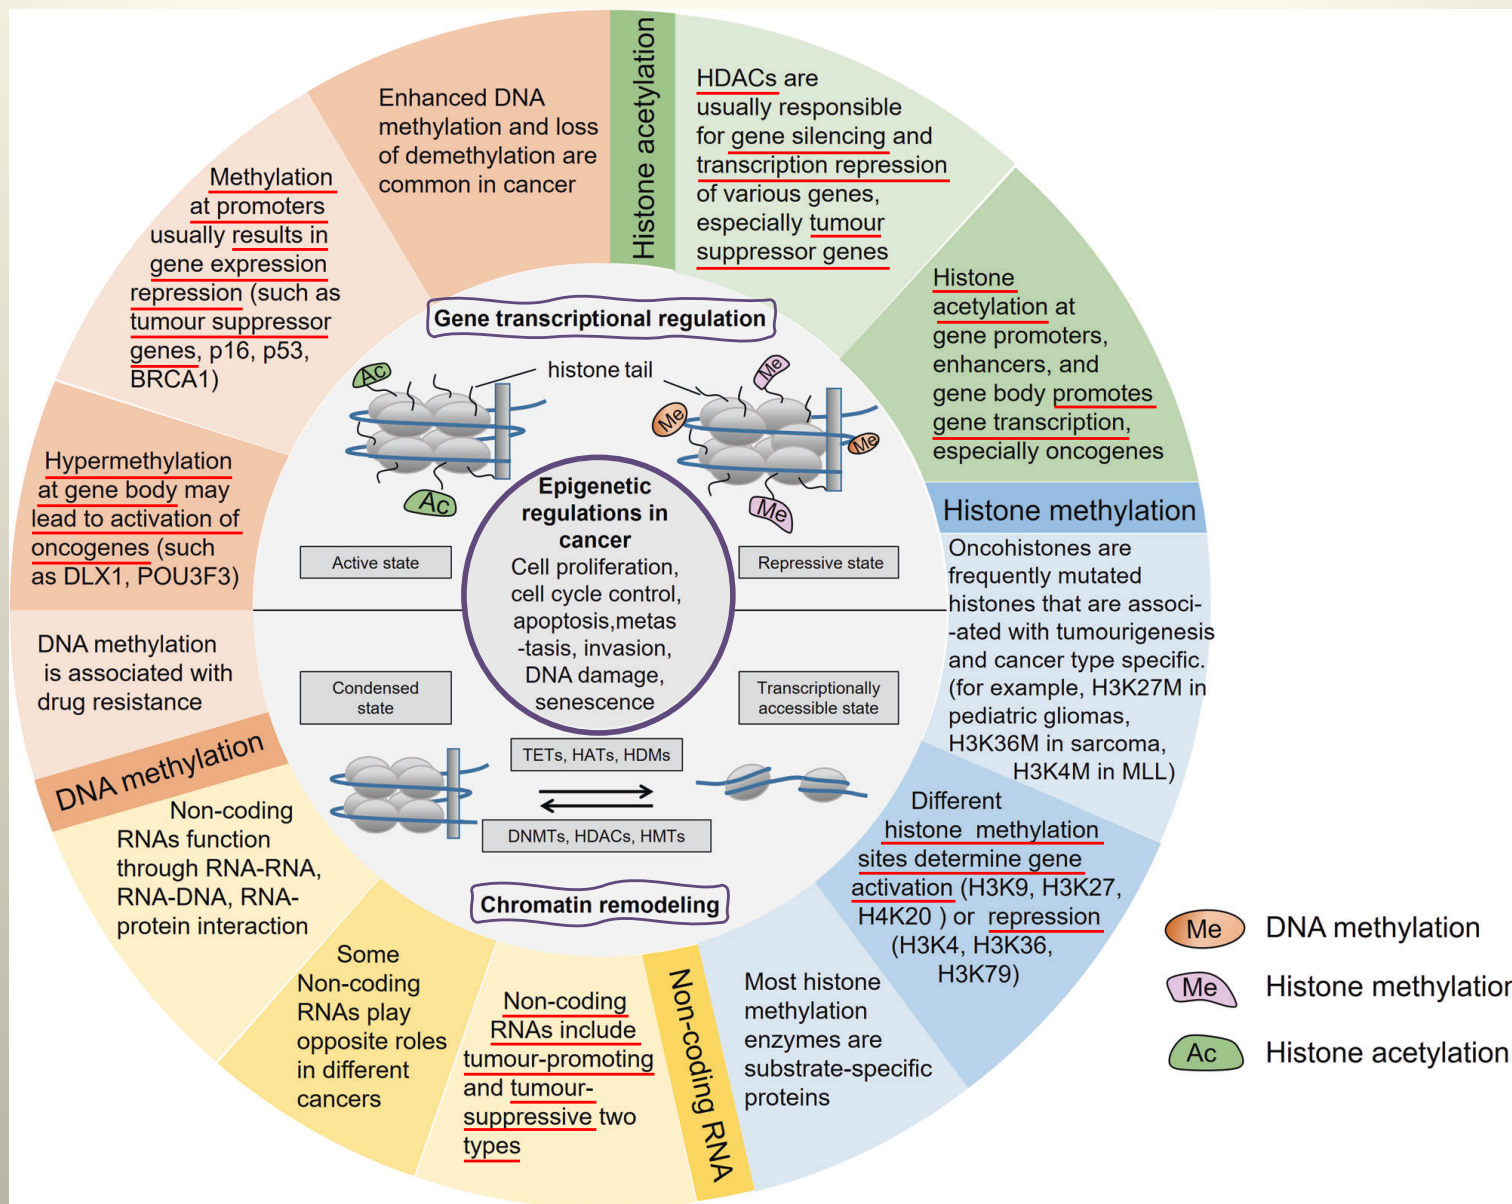 Histone acetylation
HDACs are
usually responsible
for gene silencing and
transcription repression
of various genes,
especially tumour
suppressor genes
Histone
acetylation at
gene promoters,
enhancers, and
gene body promotes
gene transcription,
especially oncogenes
Histone methylation
Oncohistones are
frequently mutated
histones that are associ-
-ated with tumourigenesis
and cancer type specific.
(for example, H3K27M in
pediatric gliomas,
H3K36M in sarcoma,
H3K4M in MLL)
Different
histone methylation
sites determine gene
activation (H3K9, H3K27,
H4K20 ) or repression
(H3K4, H3K36,
H3K79)
Most histone
methylation
enzymes are
substrate-specific
proteins
Non-coding RNA
Non-coding
RNAs include
tumour-promoting
and tumour-
suppressive two
types
Some
Non-coding
RNAs play
opposite roles
in different
cancers
Non-coding
RNAs function
through RNA-RNA,
RNA-DNA, RNA-
protein interaction
DNA methylation
DNA methylation
is associated with
drug resistance
Hypermethylation
at gene body may
lead to activation of
oncogenes (such
as DLX1, POU3F3)
Methylation
at promoters
usually results in
gene expression
repression (such as
tumour suppressor
genes, p16, p53,
BRCA1)
Enhanced DNA
methylation and loss
of demethylation are
common in cancer
Gene transcriptional regulation
histone tail
Ac
Ac
Me
Me
Me
Me
Active state
Repressive state
Epigenetic
regulations in
cancer
Cell proliferation,
cell cycle control,
apoptosis,metas
-tasis, invasion,
DNA damage,
senescence
Condensed
state
Transcriptionally
accessible state
TETs, HATs, HDMs
DNMTs, HDACs, HMTs
Chromatin remodeling
Me DNA methylation
Me Histone methylation
Ac Histone acetylation